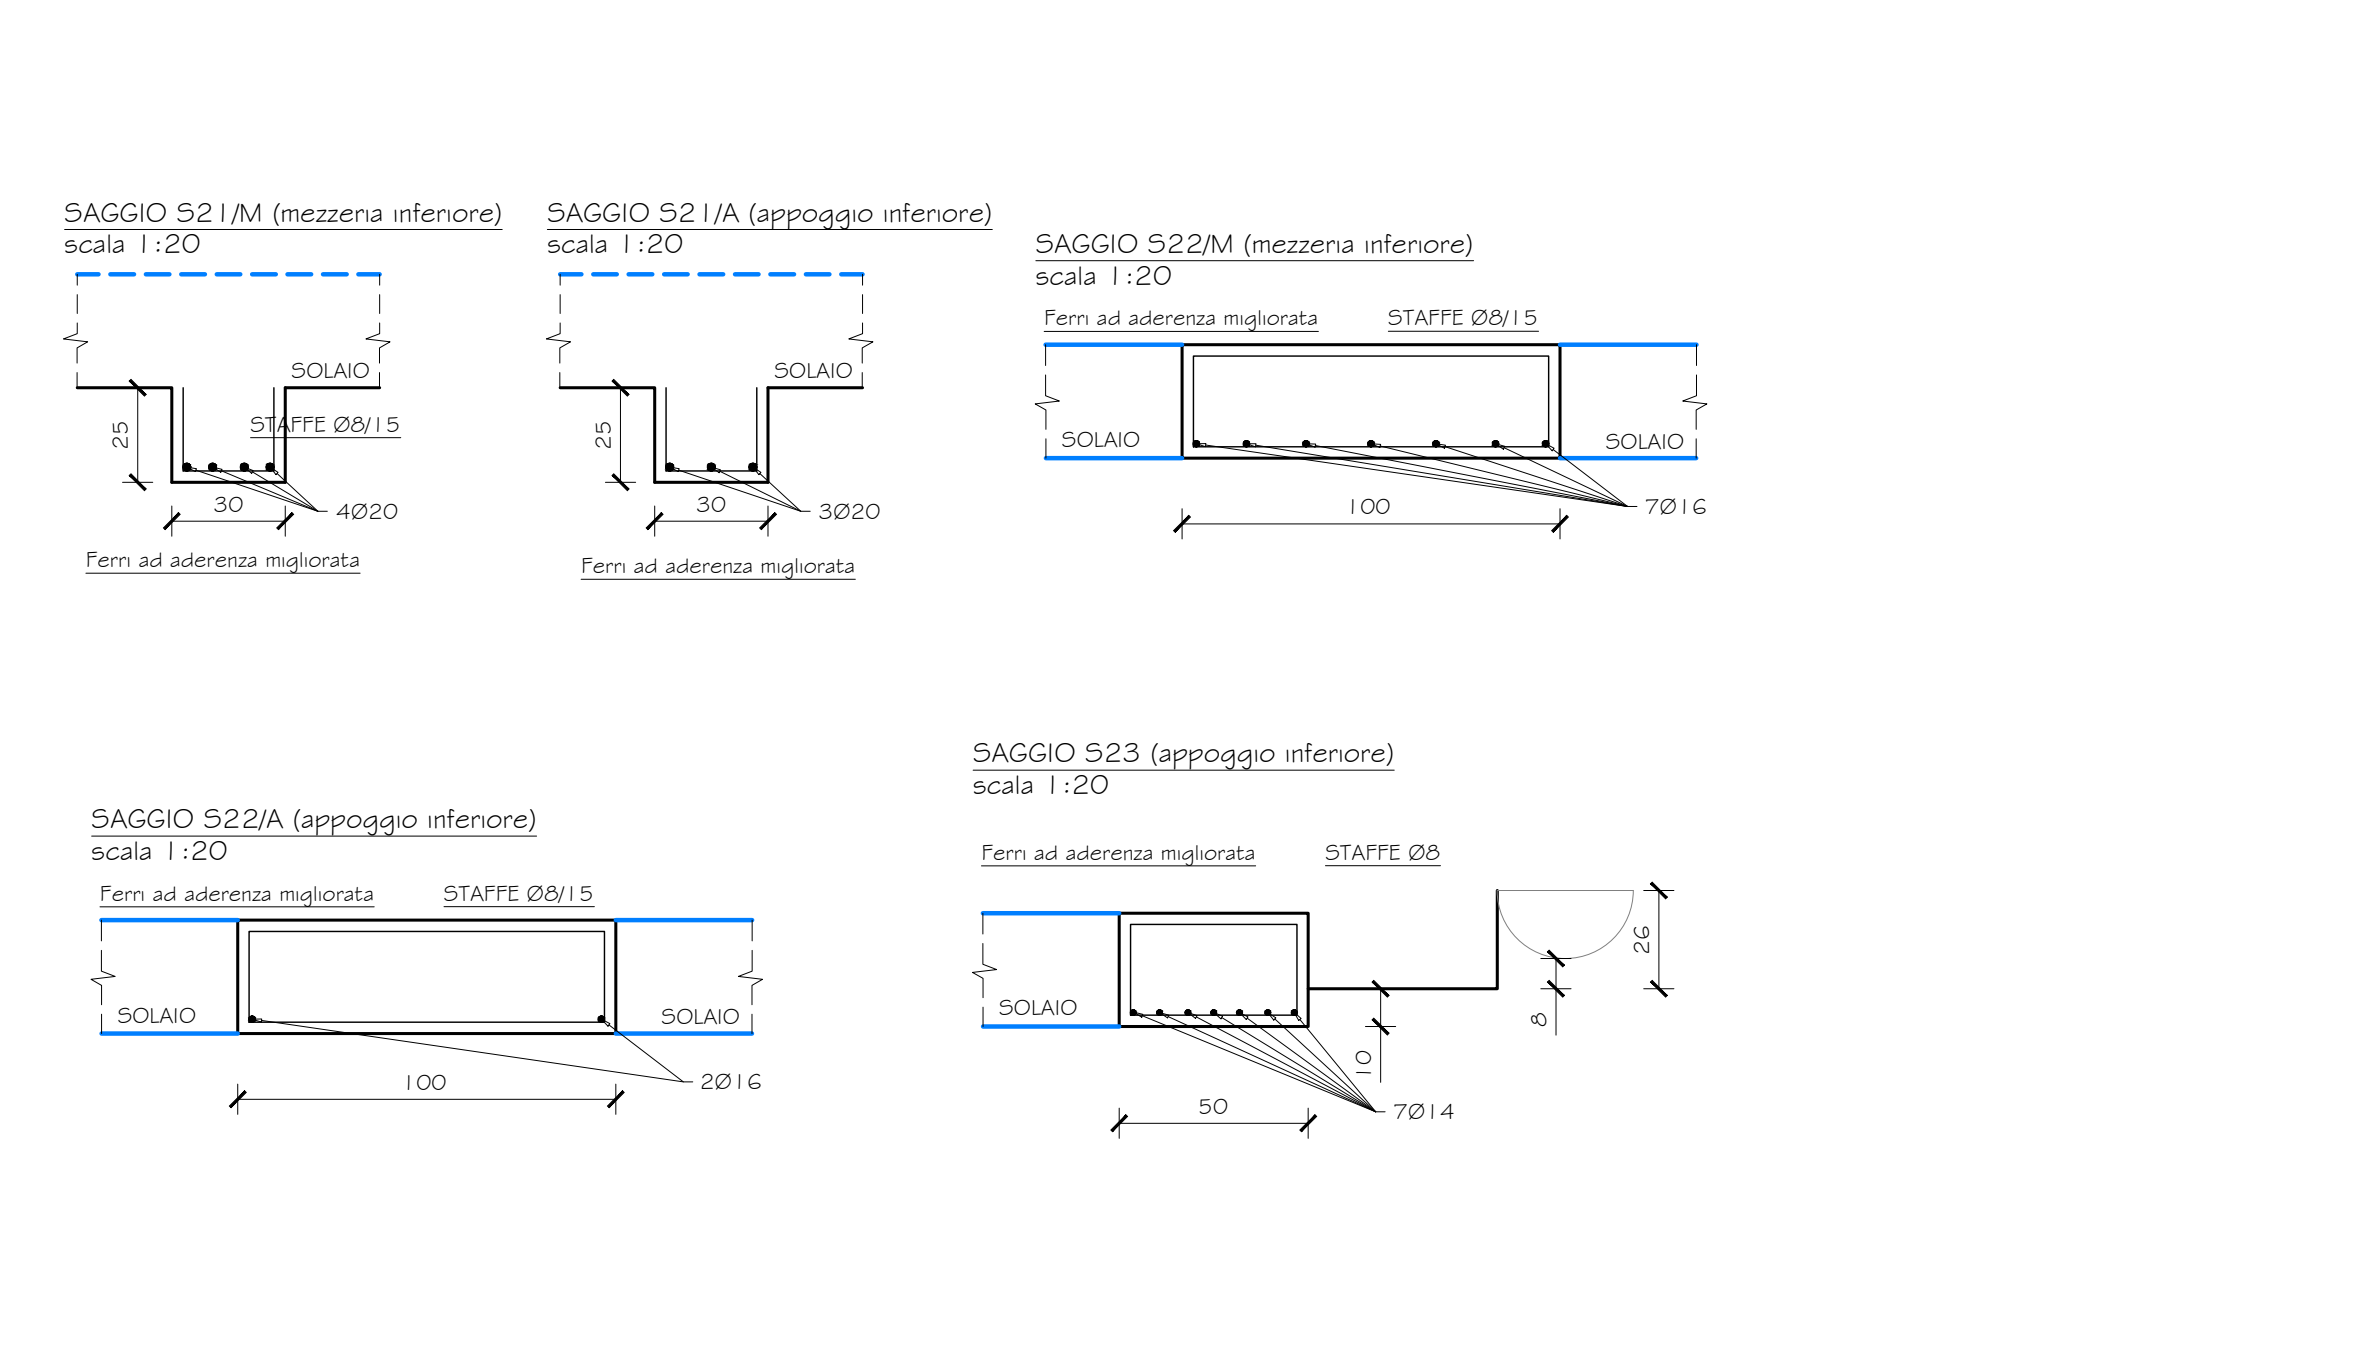 SAGGIO S21/M (mezzeria inferiore)
scala 1:20
SOLAIO
25
STAFFE Ø8/15
30
4Ø20
Ferri ad aderenza migliorata
SAGGIO S21/A (appoggio inferiore)
scala 1:20
SOLAIO
25
30
3Ø20
Ferri ad aderenza migliorata
SAGGIO S22/M (mezzeria inferiore)
scala 1:20
Ferri ad aderenza migliorata
STAFFE Ø8/15
SOLAIO
SOLAIO
100
7Ø16
SAGGIO S22/A (appoggio inferiore)
scala 1:20
Ferri ad aderenza migliorata
STAFFE Ø8/15
SOLAIO
SOLAIO
100
2Ø16
SAGGIO S23 (appoggio inferiore)
scala 1:20
Ferri ad aderenza migliorata
STAFFE Ø8
26
SOLAIO
8
10
50
7Ø14